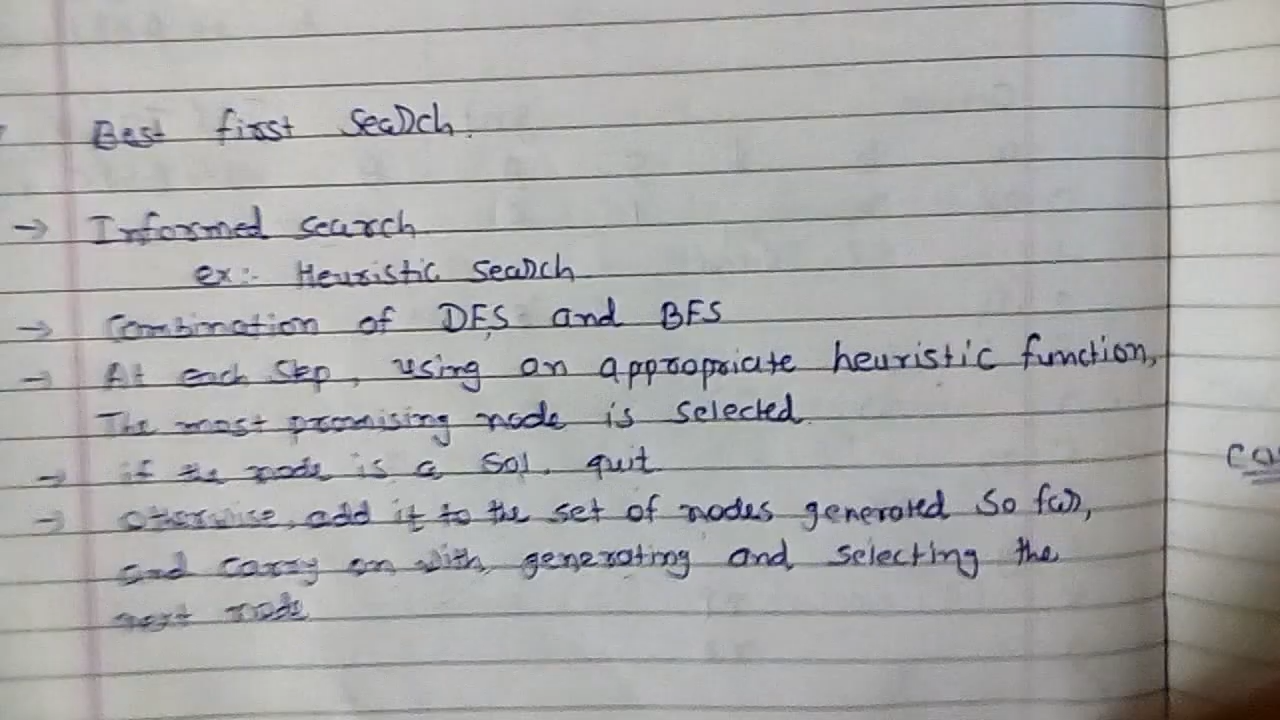 Best first search.
→ Informed search
ex:- Heuristic search
→ Combination of DFS and BFS
→ At each step, using an appropriate heuristic function,
The most promising node is selected.
→ if the node is a sol. quit
→ otherwise, add it to the set of nodes generated so far,
and carry on with, generating and selecting the
next node